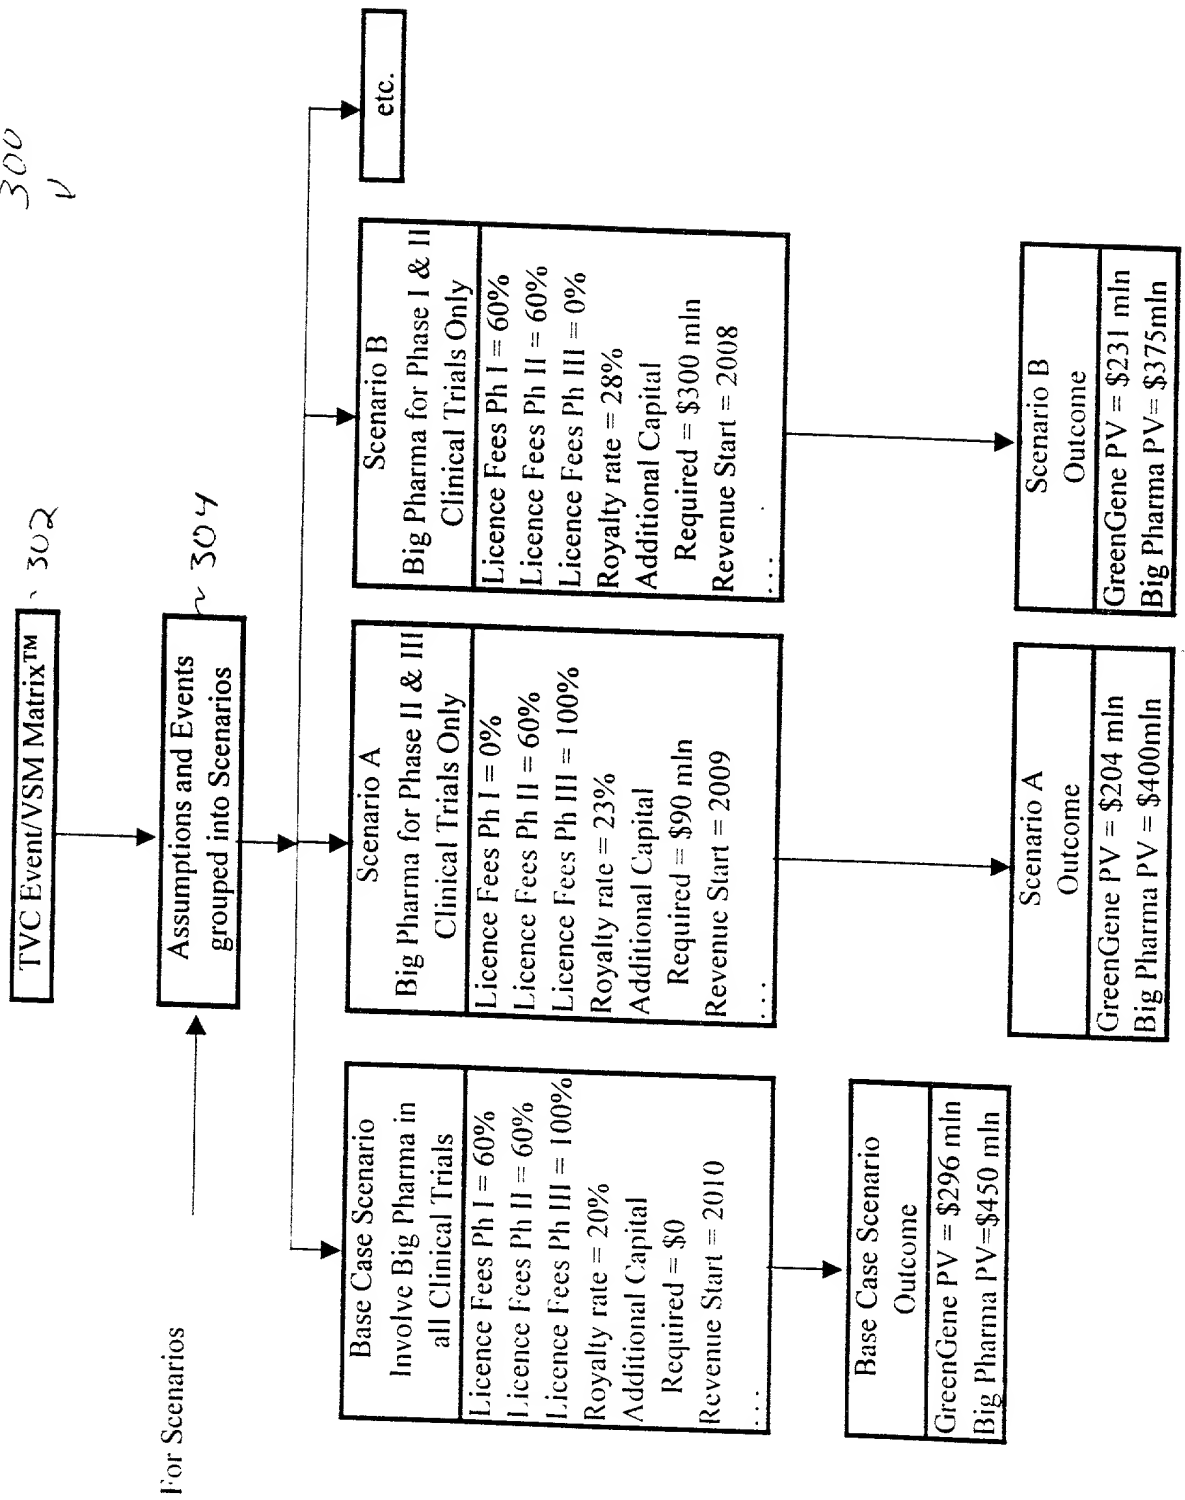 300
TVC Event/VSM Matrix™
302
For Scenarios
Assumptions and Events
grouped into Scenarios
304
Base Case Scenario
Involve Big Pharma in
all Clinical Trials
Licence Fees Ph I = 60%
Licence Fees Ph II = 60%
Licence Fees Ph III = 100%
Royalty rate = 20%
Additional Capital
Required = $0
Revenue Start = 2010
...
Scenario A
Big Pharma for Phase II & III
Clinical Trials Only
Licence Fees Ph I = 0%
Licence Fees Ph II = 60%
Licence Fees Ph III = 100%
Royalty rate = 23%
Additional Capital
Required = $90 mln
Revenue Start = 2009
...
Scenario B
Big Pharma for Phase I & II
Clinical Trials Only
Licence Fees Ph I = 60%
Licence Fees Ph II = 60%
Licence Fees Ph III = 0%
Royalty rate = 28%
Additional Capital
Required = $300 mln
Revenue Start = 2008
...
etc.
Base Case Scenario
Outcome
GreenGene PV = $296 mln
Big Pharma PV=$450 mln
Scenario A
Outcome
GreenGene PV = $204 mln
Big Pharma PV = $400mln
Scenario B
Outcome
GreenGene PV = $231 mln
Big Pharma PV= $375mln